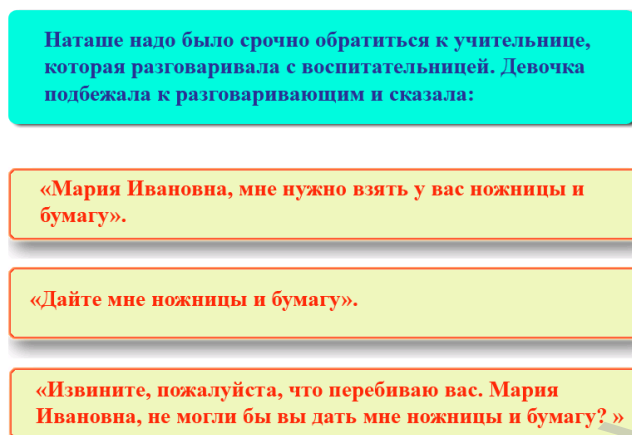 Наташе надо было срочно обратиться к учительнице,
которая разговаривала с воспитательницей. Девочка
подбежала к разговаривающим и сказала:
«Мария Ивановна, мне нужно взять у вас ножницы и
бумагу».
«Дайте мне ножницы и бумагу».
«Извините, пожалуйста, что перебиваю вас. Мария
Ивановна, не могли бы вы дать мне ножницы и бумагу? »